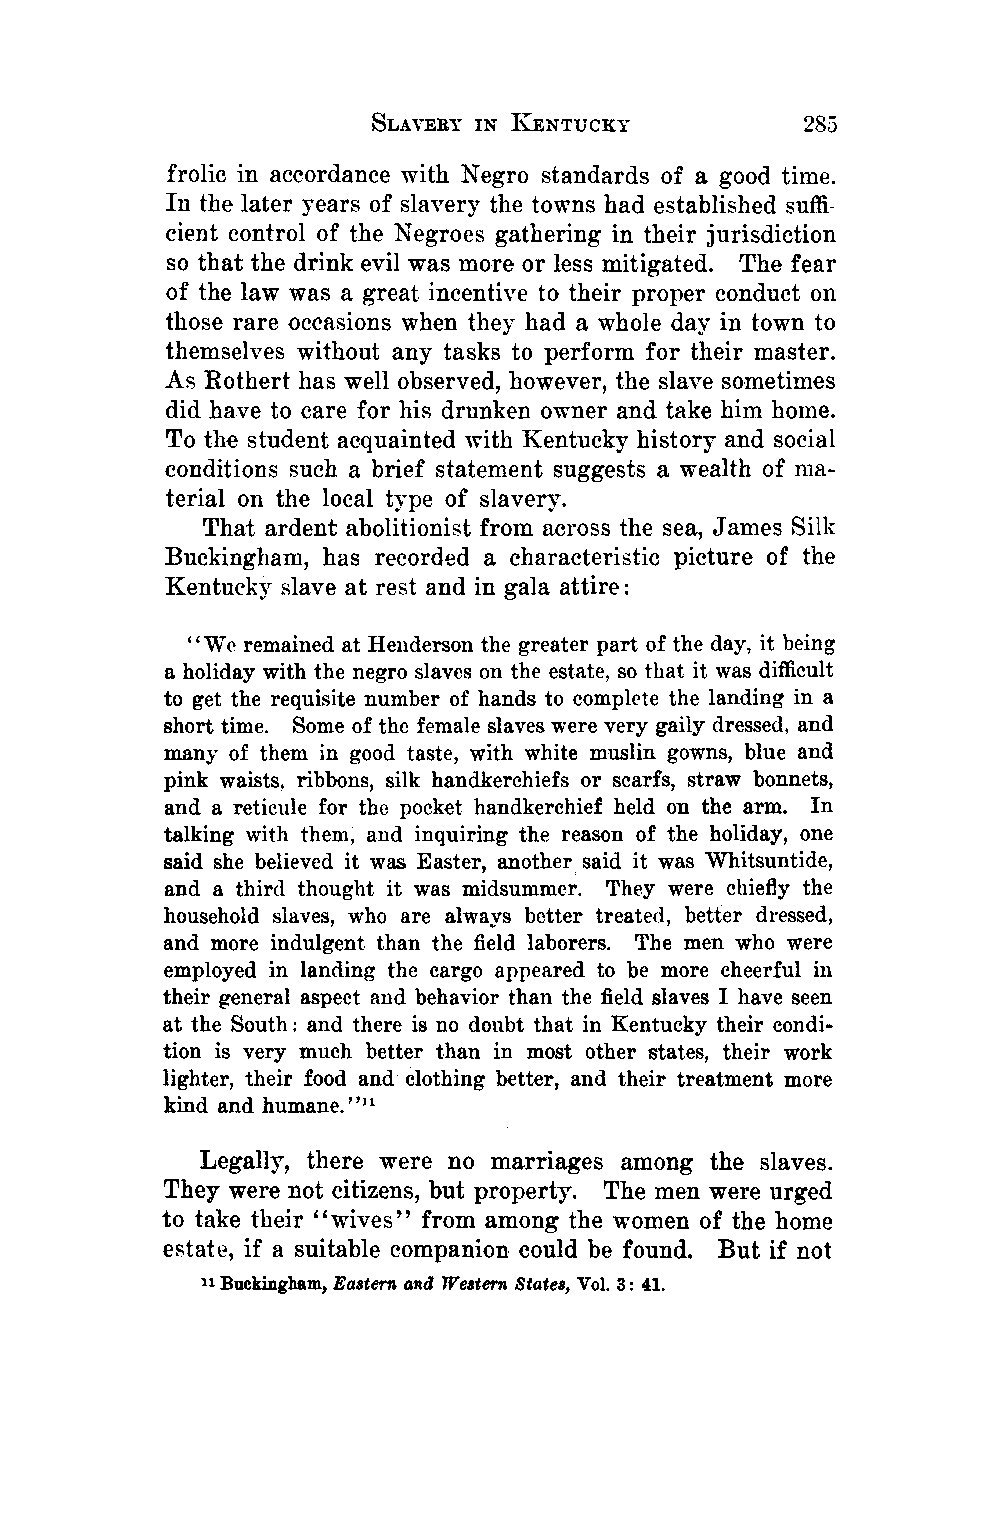 SLAVERY IN KENTUCKY 285
frolic in accordance with Negro standards of a good time.
In the later years of slavery the towns had established suffi-
cient control of the Negroes gathering in their jurisdiction
so that the drink evil was more or less mitigated. The fear
of the law was a great incentive to their proper conduct on
those rare occasions when they had a whole day in town to
themselves without any tasks to perform for their master.
As Rothert has well observed, however, the slave sometimes
did have to care for his drunken owner and take him home.
To the student acquainted with Kentucky history and social
conditions such a brief statement suggests a wealth of ma-
terial on the local type of slavery.
That ardent abolitionist from across the sea, James Silk
Buckingham, has recorded a characteristic picture of the
Kentucky slave at rest and in gala attire:
“We remained at Henderson the greater part of the day, it being
a holiday with the negro slaves on the estate, so that it was difficult
to get the requisite number of hands to complete the landing in a
short time. Some of the female slaves were very gaily dressed, and
many of them in good taste, with white muslin gowns, blue and
pink waists, ribbons, silk handkerchiefs or scarfs, straw bonnets,
and a reticule for the pocket handkerchief held on the arm. In
talking with them, and inquiring the reason of the holiday, one
said she believed it was Easter, another said it was Whitsuntide,
and a third thought it was midsummer. They were chiefly the
household slaves, who are always better treated, better dressed,
and more indulgent than the field laborers. The men who were
employed in landing the cargo appeared to be more cheerful in
their general aspect and behavior than the field slaves I have seen
at the South: and there is no doubt that in Kentucky their condi-
tion is very much better than in most other states, their work
lighter, their food and clothing better, and their treatment more
kind and humane.”¹¹
Legally, there were no marriages among the slaves.
They were not citizens, but property. The men were urged
to take their “wives” from among the women of the home
estate, if a suitable companion could be found. But if not
¹¹ Buckingham, Eastern and Western States, Vol. 3: 41.